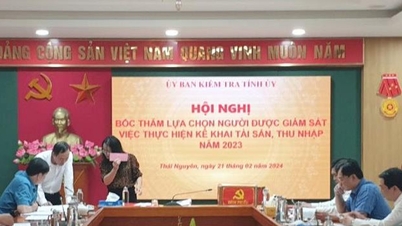 ĐẢNG CỘNG SẢN VIỆT NAM QUANG VINH MUÔN NĂM
ỦY BAN KIỂM TRA TỈNH ỦY
HỘI NGHỊ
BỐC THĂM LỰA CHỌN NGƯỜI ĐƯỢC GIÁM SÁT
VIỆC THỰC HIỆN KÊ KHAI TÀI SẢN, THU NHẬP
NĂM 2023
Thái Nguyên, ngày 21 tháng 02 năm 2024